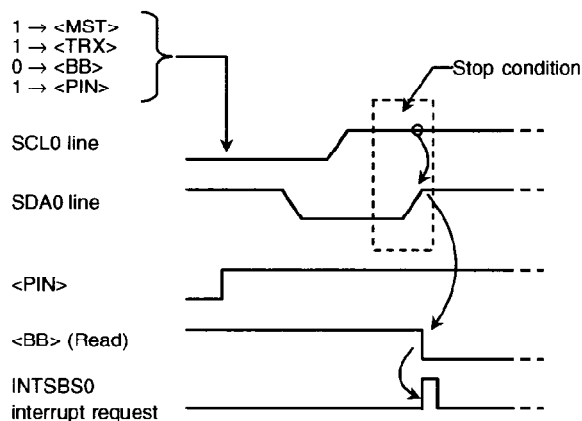 1 → <MST>
1 → <TRX>
0 → <BB>
1 → <PIN>
Stop condition
SCL0 line
SDA0 line
<PIN>
<BB> (Read)
INTSBS0
interrupt request